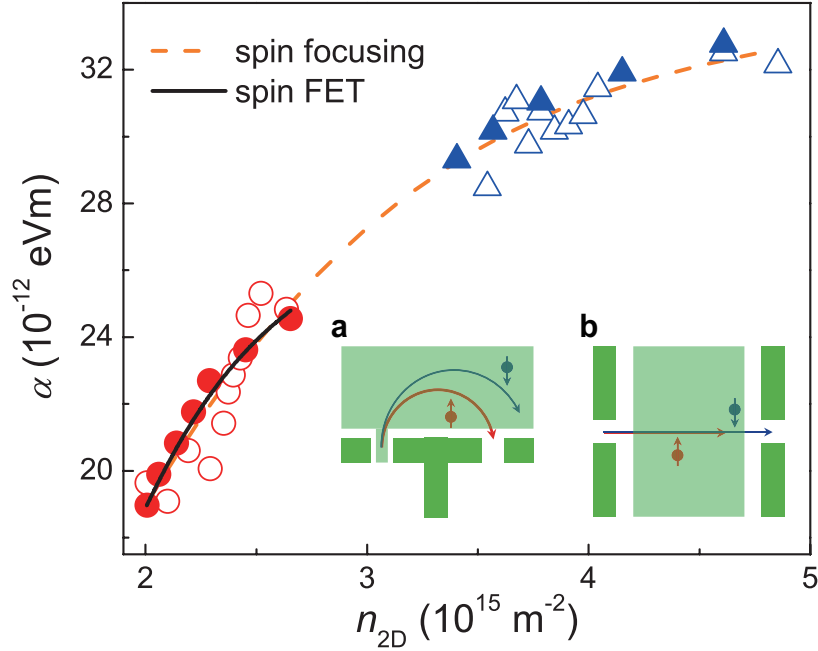 32
28
24
20
α (10⁻¹² eVm)
spin focusing
spin FET
a
b
2
3
4
5
n₂D (10¹⁵ m⁻²)